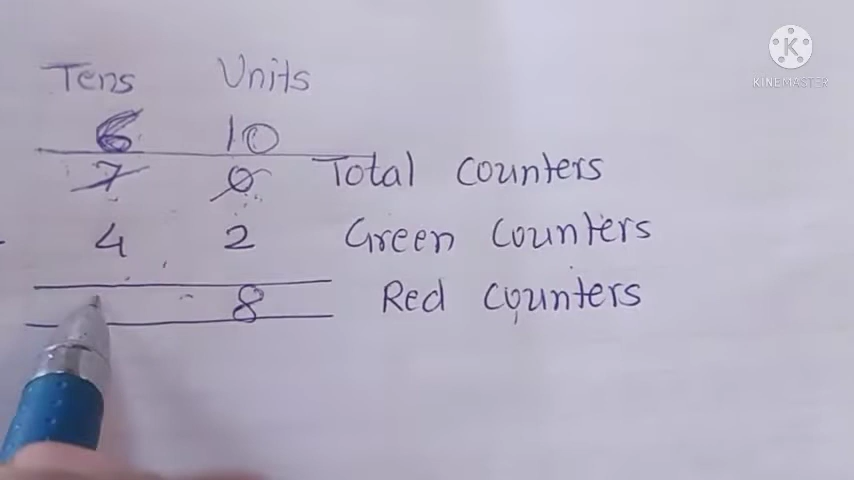 Tens Units
6 10
7 0 Total Counters
- 4 2 Green Counters
8 Red Counters
K
KINEMASTER